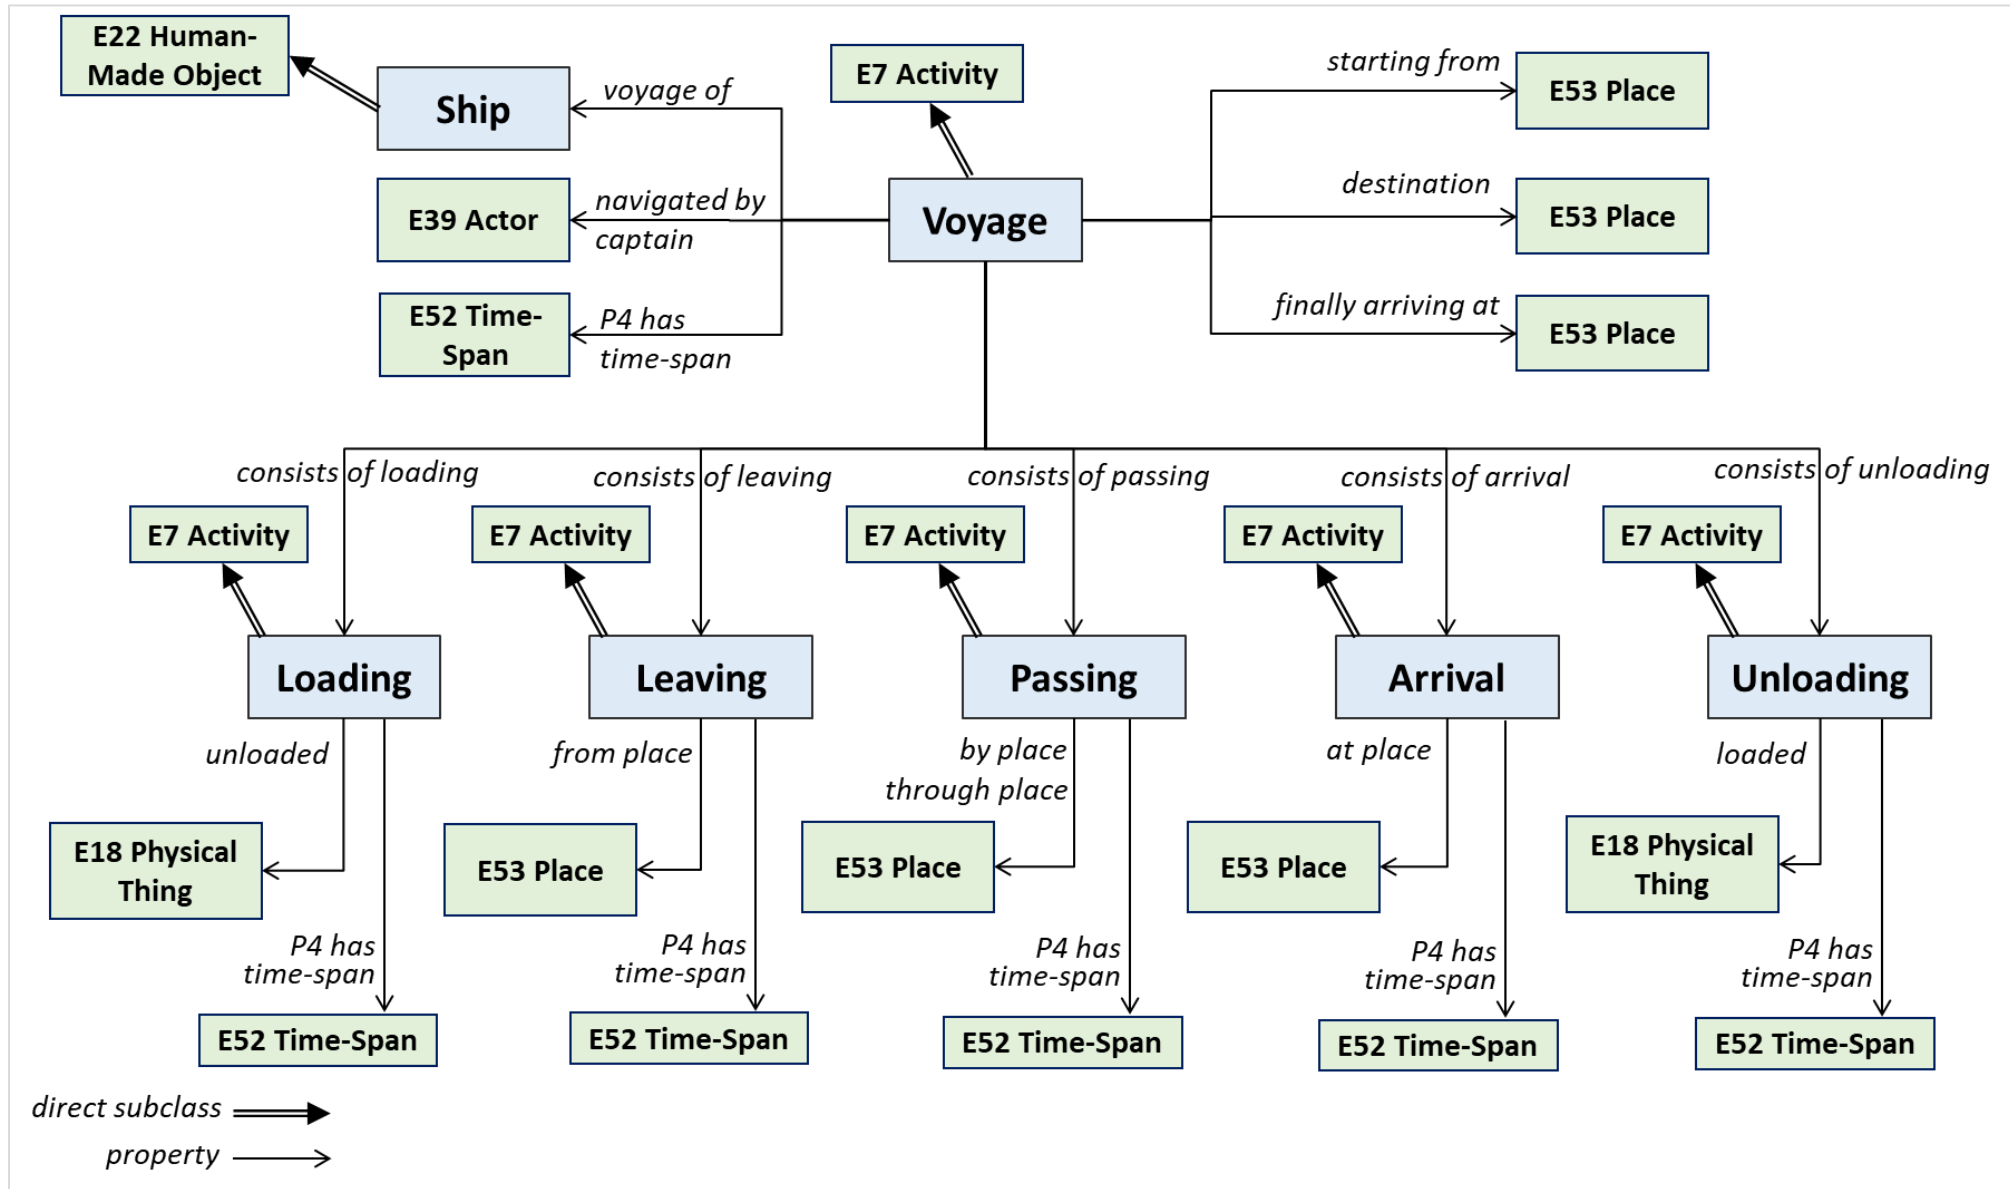 E22 Human-
Made Object
Ship
voyage of
E7 Activity
starting from
E53 Place
E39 Actor
navigated by
captain
Voyage
destination
E53 Place
E52 Time-
Span
P4 has
time-span
finally arriving at
E53 Place
consists of loading
consists of leaving
consists of passing
consists of arrival
consists of unloading
E7 Activity
E7 Activity
E7 Activity
E7 Activity
E7 Activity
Loading
Leaving
Passing
Arrival
Unloading
unloaded
from place
by place
through place
at place
loaded
E18 Physical
Thing
E53 Place
E53 Place
E53 Place
E18 Physical
Thing
P4 has
time-span
P4 has
time-span
P4 has
time-span
P4 has
time-span
P4 has
time-span
E52 Time-Span
E52 Time-Span
E52 Time-Span
E52 Time-Span
E52 Time-Span
direct subclass
property